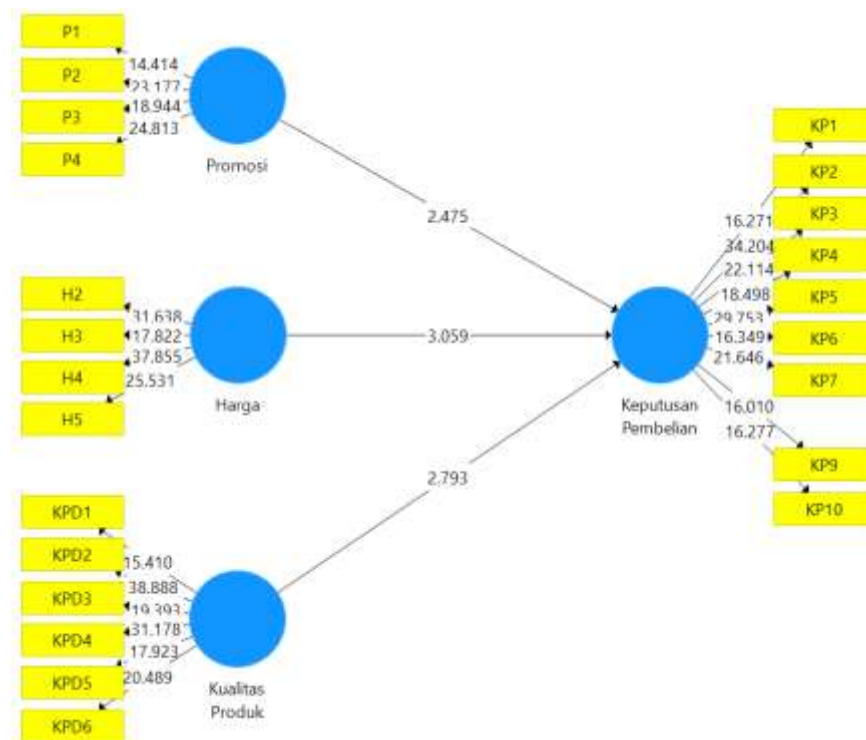 P1
P2
P3
P4
14.414
23.177
18.944
24.813
Promosi
2.475
H2
H3
H4
H5
31.638
17.822
37.855
25.531
Harga
3.059
KPD1
KPD2
KPD3
KPD4
KPD5
KPD6
15.410
38.888
19.393
31.178
17.923
20.489
Kualitas
Produk
2.793
Keputusan
Pembelian
16.271
34.204
22.114
18.498
29.753
16.349
21.646
16.010
16.277
KP1
KP2
KP3
KP4
KP5
KP6
KP7
KP9
KP10